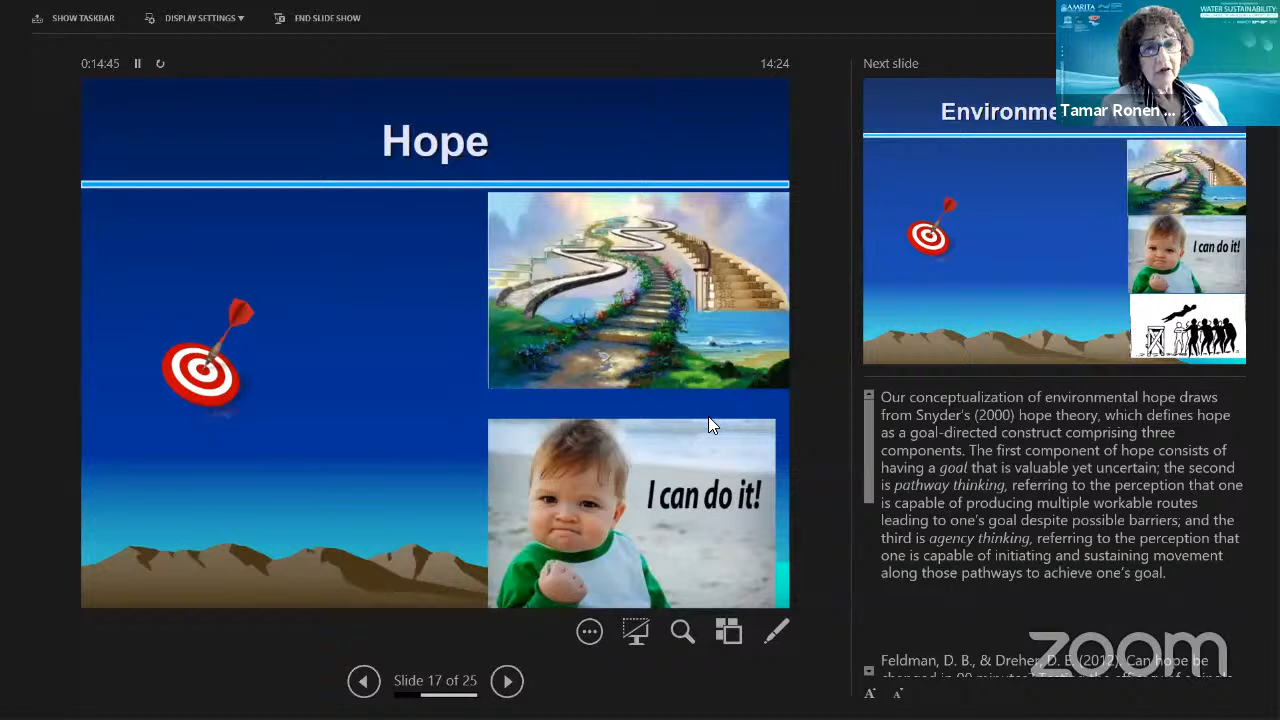 SHOW TASKBAR
DISPLAY SETTINGS ▼
END SLIDE SHOW
AMRITA
WATER SUSTAINABILITY
0:14:45
14:24
Next slide
Tamar Ronen ...
Hope
Environme
I can do it!
I can do it!
Our conceptualization of environmental hope draws
from Snyder's (2000) hope theory, which defines hope
as a goal-directed construct comprising three
components. The first component of hope consists of
having a goal that is valuable yet uncertain; the second
is pathway thinking, referring to the perception that one
is capable of producing multiple workable routes
leading to one's goal despite possible barriers; and the
third is agency thinking, referring to the perception that
one is capable of initiating and sustaining movement
along those pathways to achieve one's goal.
zoom
Feldman, D. B., & Dreher, D. E. (2012). Can hope be
Slide 17 of 25
A A